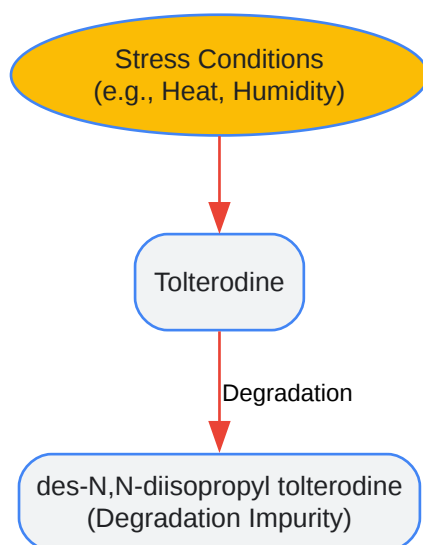 Stress Conditions
(e.g., Heat, Humidity)
Tolterodine
Degradation
des-N,N-diisopropyl tolterodine
(Degradation Impurity)